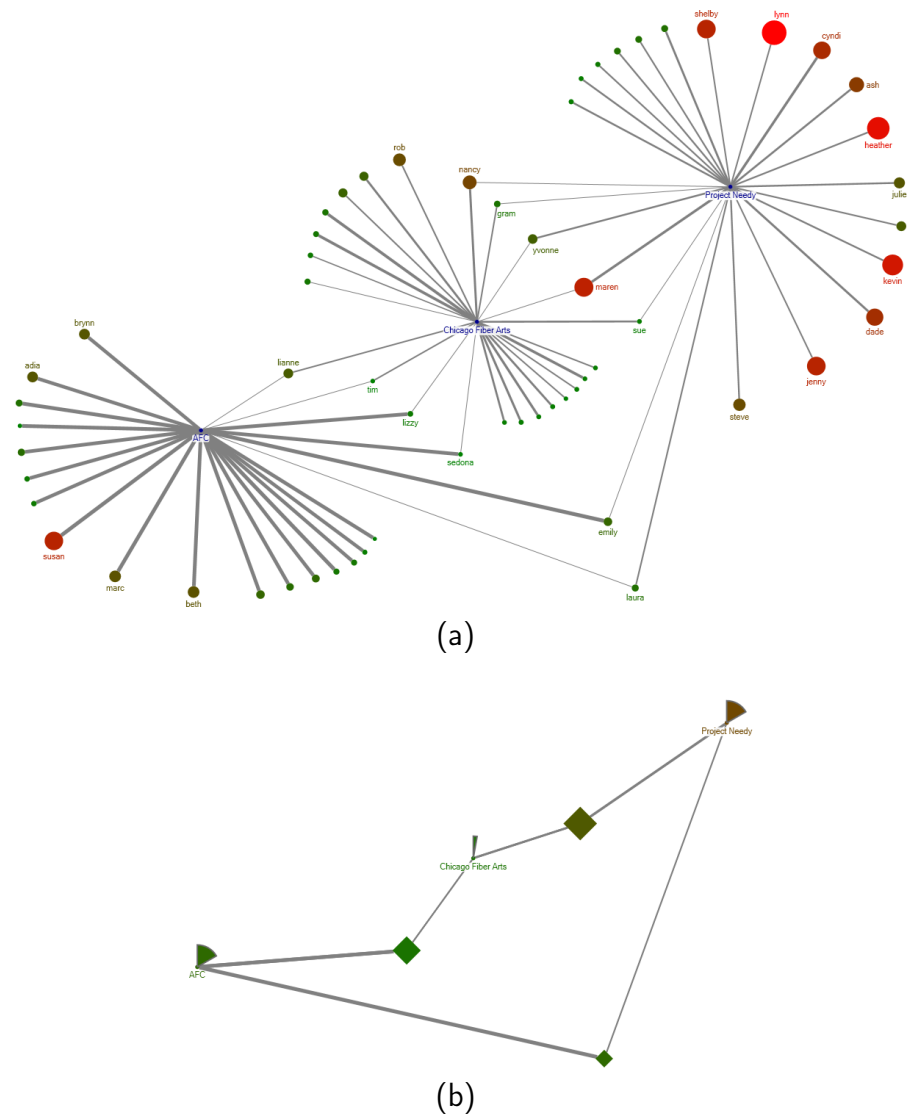 shelby
lynn
cyndi
ash
rob
nancy
heather
julie
Project Needy
gram
yvonne
kevin
maren
brynn
Chicago Fiber Arts
sue
dade
adia
lianne
tim
jenny
lizzy
steve
AFC
sedona
emily
susan
marc
beth
laura
(a)
Project Needy
Chicago Fiber Arts
AFC
(b)